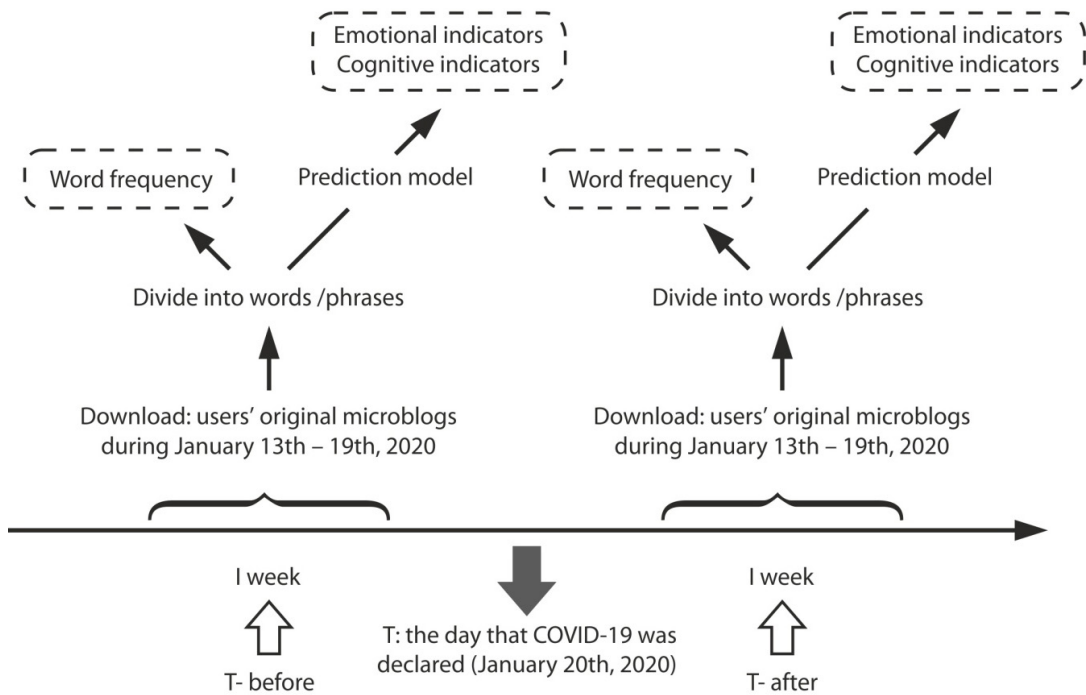 Emotional indicators
Cognitive indicators
Emotional indicators
Cognitive indicators
Word frequency
Prediction model
Word frequency
Prediction model
Divide into words /phrases
Divide into words /phrases
Download: users’ original microblogs
during January 13th – 19th, 2020
Download: users’ original microblogs
during January 13th – 19th, 2020
I week
I week
T: the day that COVID-19 was
declared (January 20th, 2020)
T- before
T- after